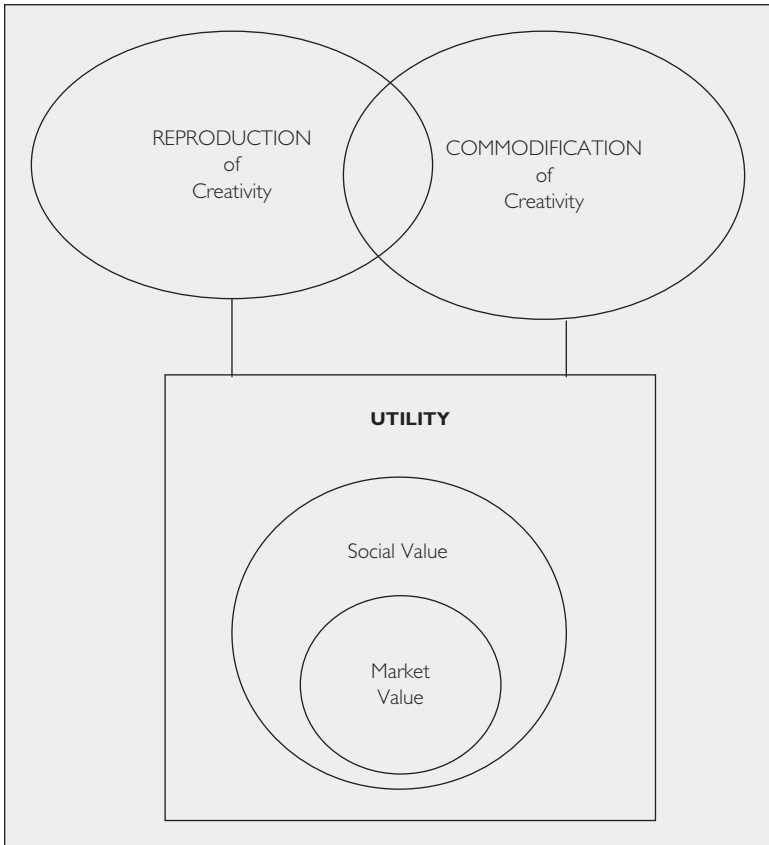 REPRODUCTION
of
Creativity
COMMODIFICATION
of
Creativity
UTILITY
Social Value
Market
Value